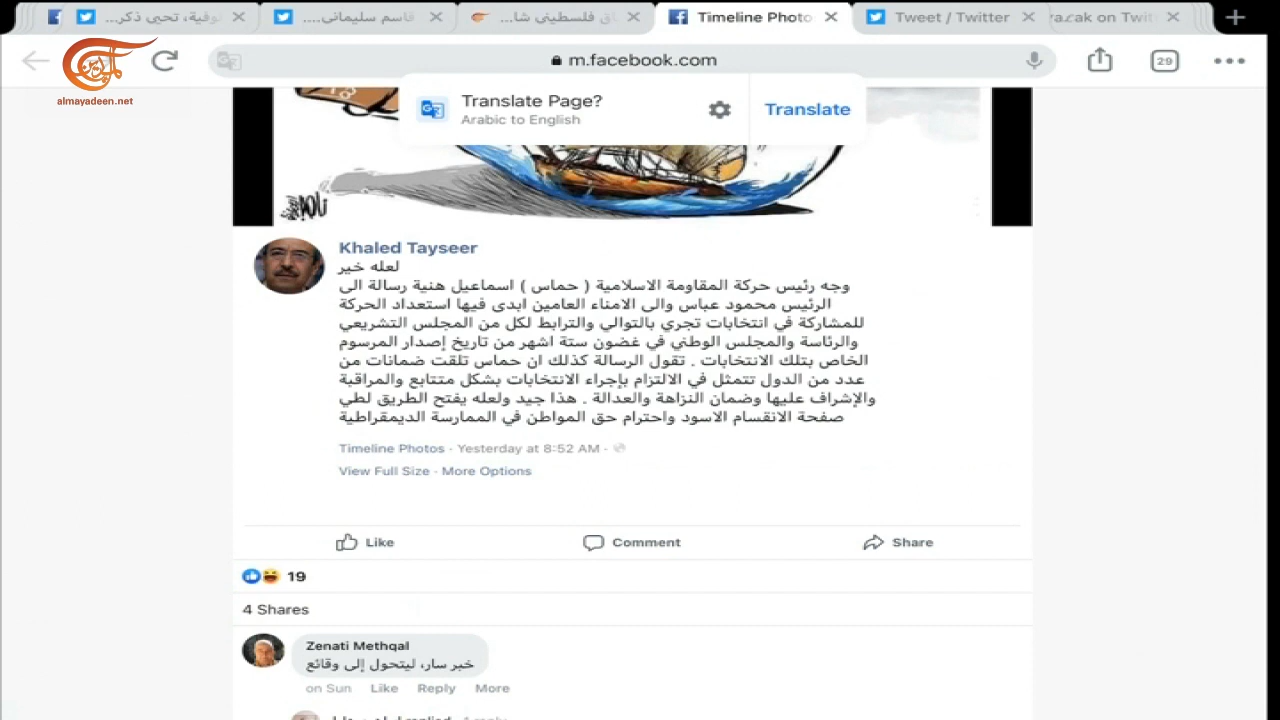 قاسم سليماني....
Timeline Photo
Tweet / Twitter
29
m.facebook.com
almayadeen.net
Translate Page?
Arabic to English
Translate
Khaled Tayseer
لعله خير
وجه رئيس حركة المقاومة الاسلامية ( حماس ) اسماعيل هنية رسالة الى
الرئيس محمود عباس والى الامناء العامين ابدى فيها استعداد الحركة
للمشاركة في انتخابات تجري بالتوالي والترابط لكل من المجلس التشريعي
والرئاسة والمجلس الوطني في غضون ستة اشهر من تاريخ إصدار المرسوم
الخاص بتلك الانتخابات . تقول الرسالة كذلك ان حماس تلقت ضمانات من
عدد من الدول تتمثل في الالتزام بإجراء الانتخابات بشكل متتابع والمراقبة
والإشراف عليها وضمان النزاهة والعدالة . هذا جيد ولعله يفتح الطريق لطي
صفحة الانقسام الاسود واحترام حق المواطن في الممارسة الديمقراطية
Timeline Photos · Yesterday at 8:52 AM ·
View Full Size · More Options
Like
Comment
Share
19
4 Shares
Zenati Methqal
خبر سار، ليتحول إلى وقائع
on Sun Like Reply More